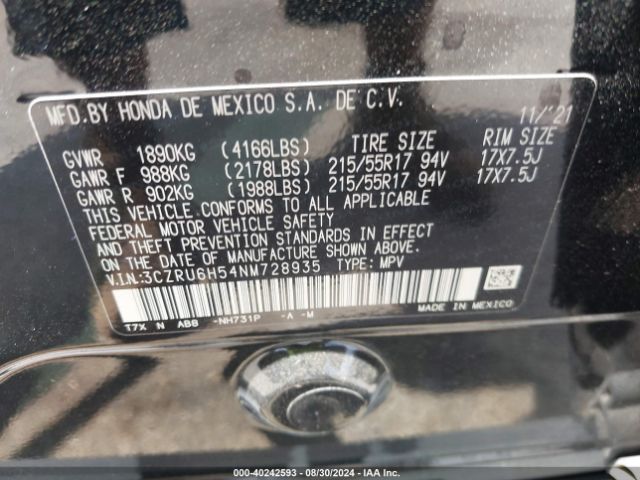 MFD.BY HONDA DE MEXICO S.A. DE C.V. 11/'21
GVWR 1890KG (4166LBS) TIRE SIZE RIM SIZE
GAWR F 988KG (2178LBS) 215/55R17 94V 17X7.5J
GAWR R 902KG (1988LBS) 215/55R17 94V 17X7.5J
THIS VEHICLE CONFORMS TO ALL APPLICABLE
FEDERAL MOTOR VEHICLE SAFETY
AND THEFT PREVENTION STANDARDS IN EFFECT
ON THE DATE OF MANUFACTURE SHOWN ABOVE.
V.I.N:3CZRU6H54NM728935 TYPE: MPV
T7X N ABB -NH731P -A -M MADE IN MEXICO
000-40242593 - 08/30/2024 - IAA Inc.